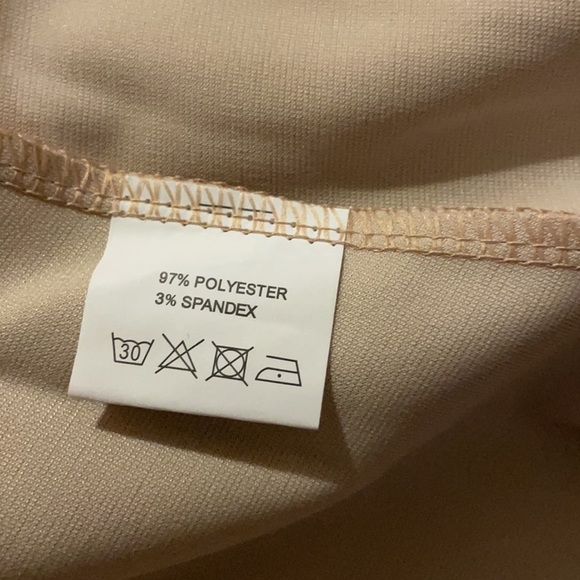 97% POLYESTER
3% SPANDEX
30